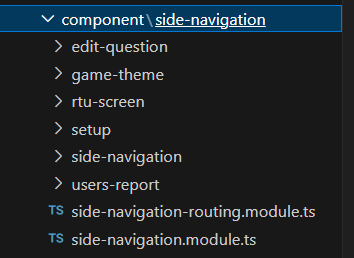 component\side-navigation
edit-question
game-theme
rtu-screen
setup
side-navigation
users-report
TS side-navigation-routing.module.ts
TS side-navigation.module.ts